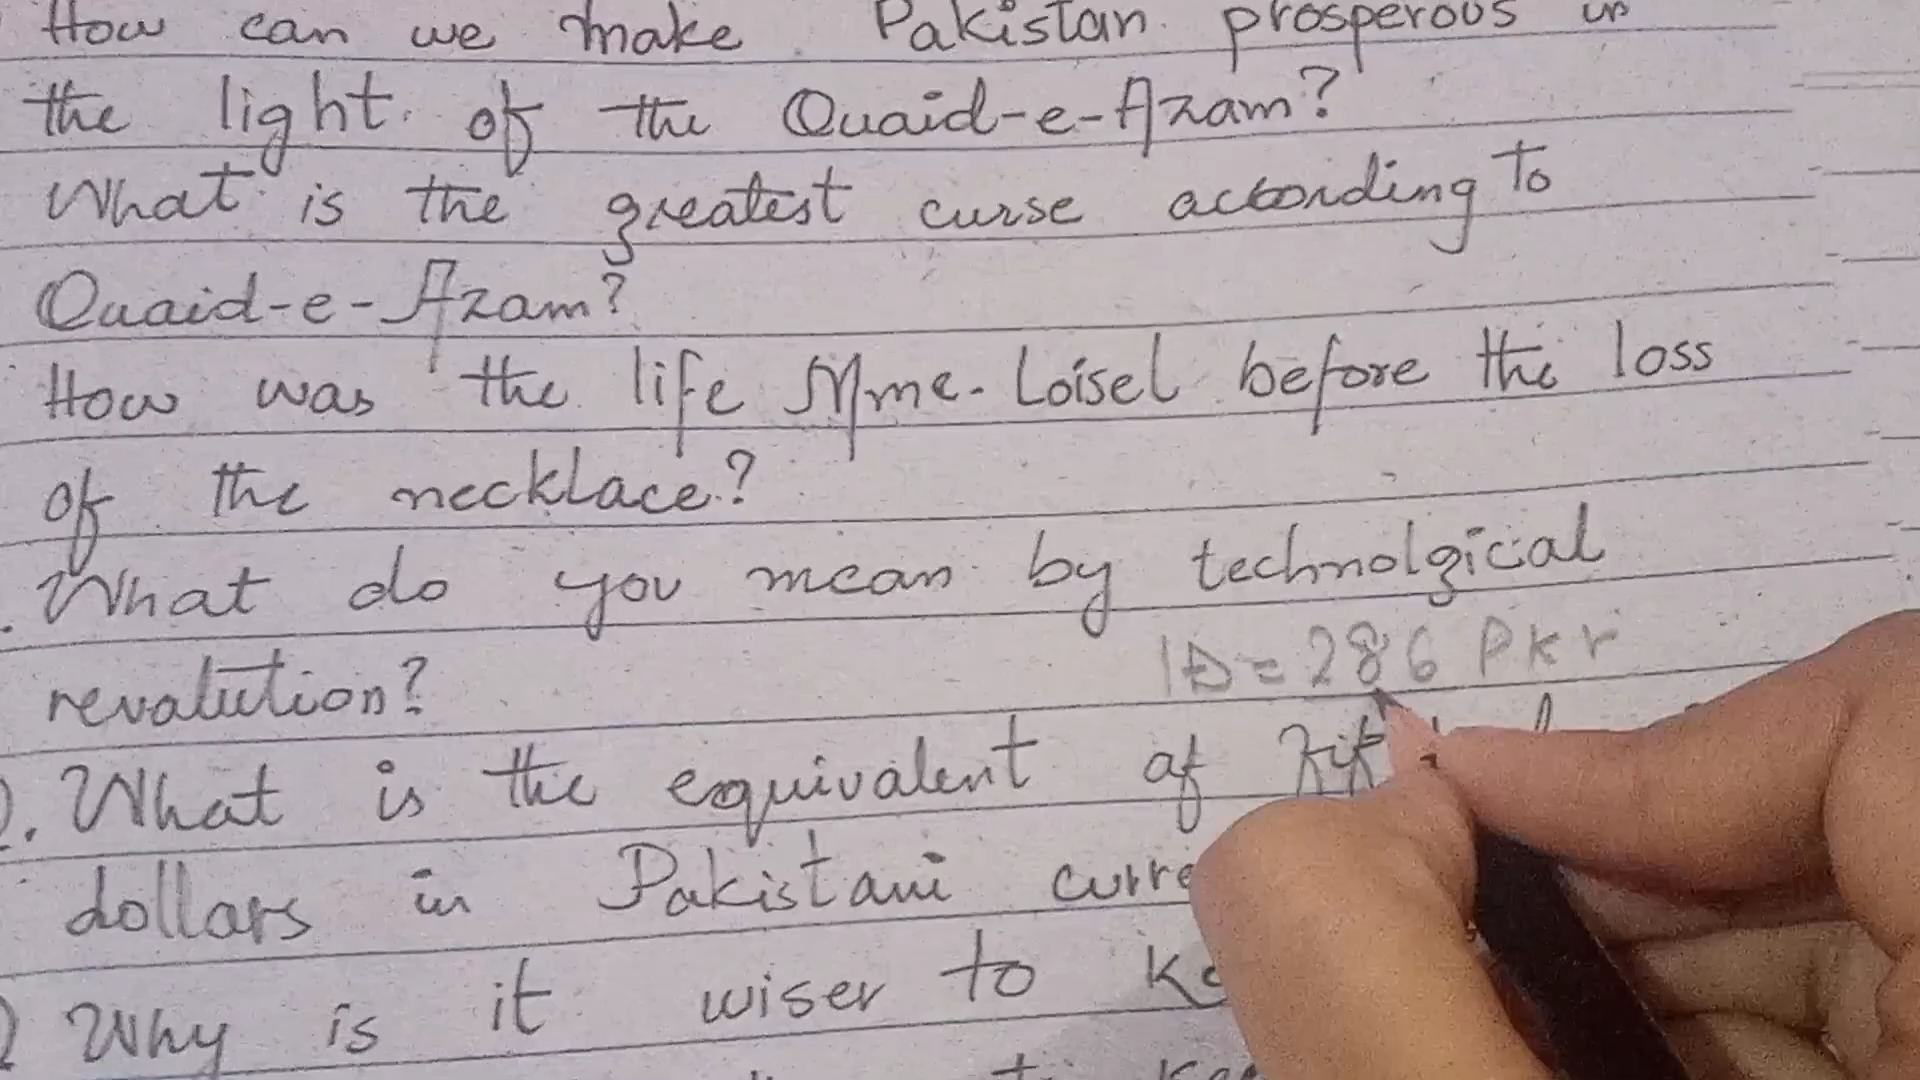 How can we make Pakistan prosperous in
the light of the Quaid-e-Azam?
What is the greatest curse according to
Quaid-e-Azam?
How was the life Mme. Loisel before the loss
of the necklace?
What do you mean by technolgical
revalution?
1D = 286 Pkr
. What is the equivalent of
dollars in Pakistani
Why is it wiser to